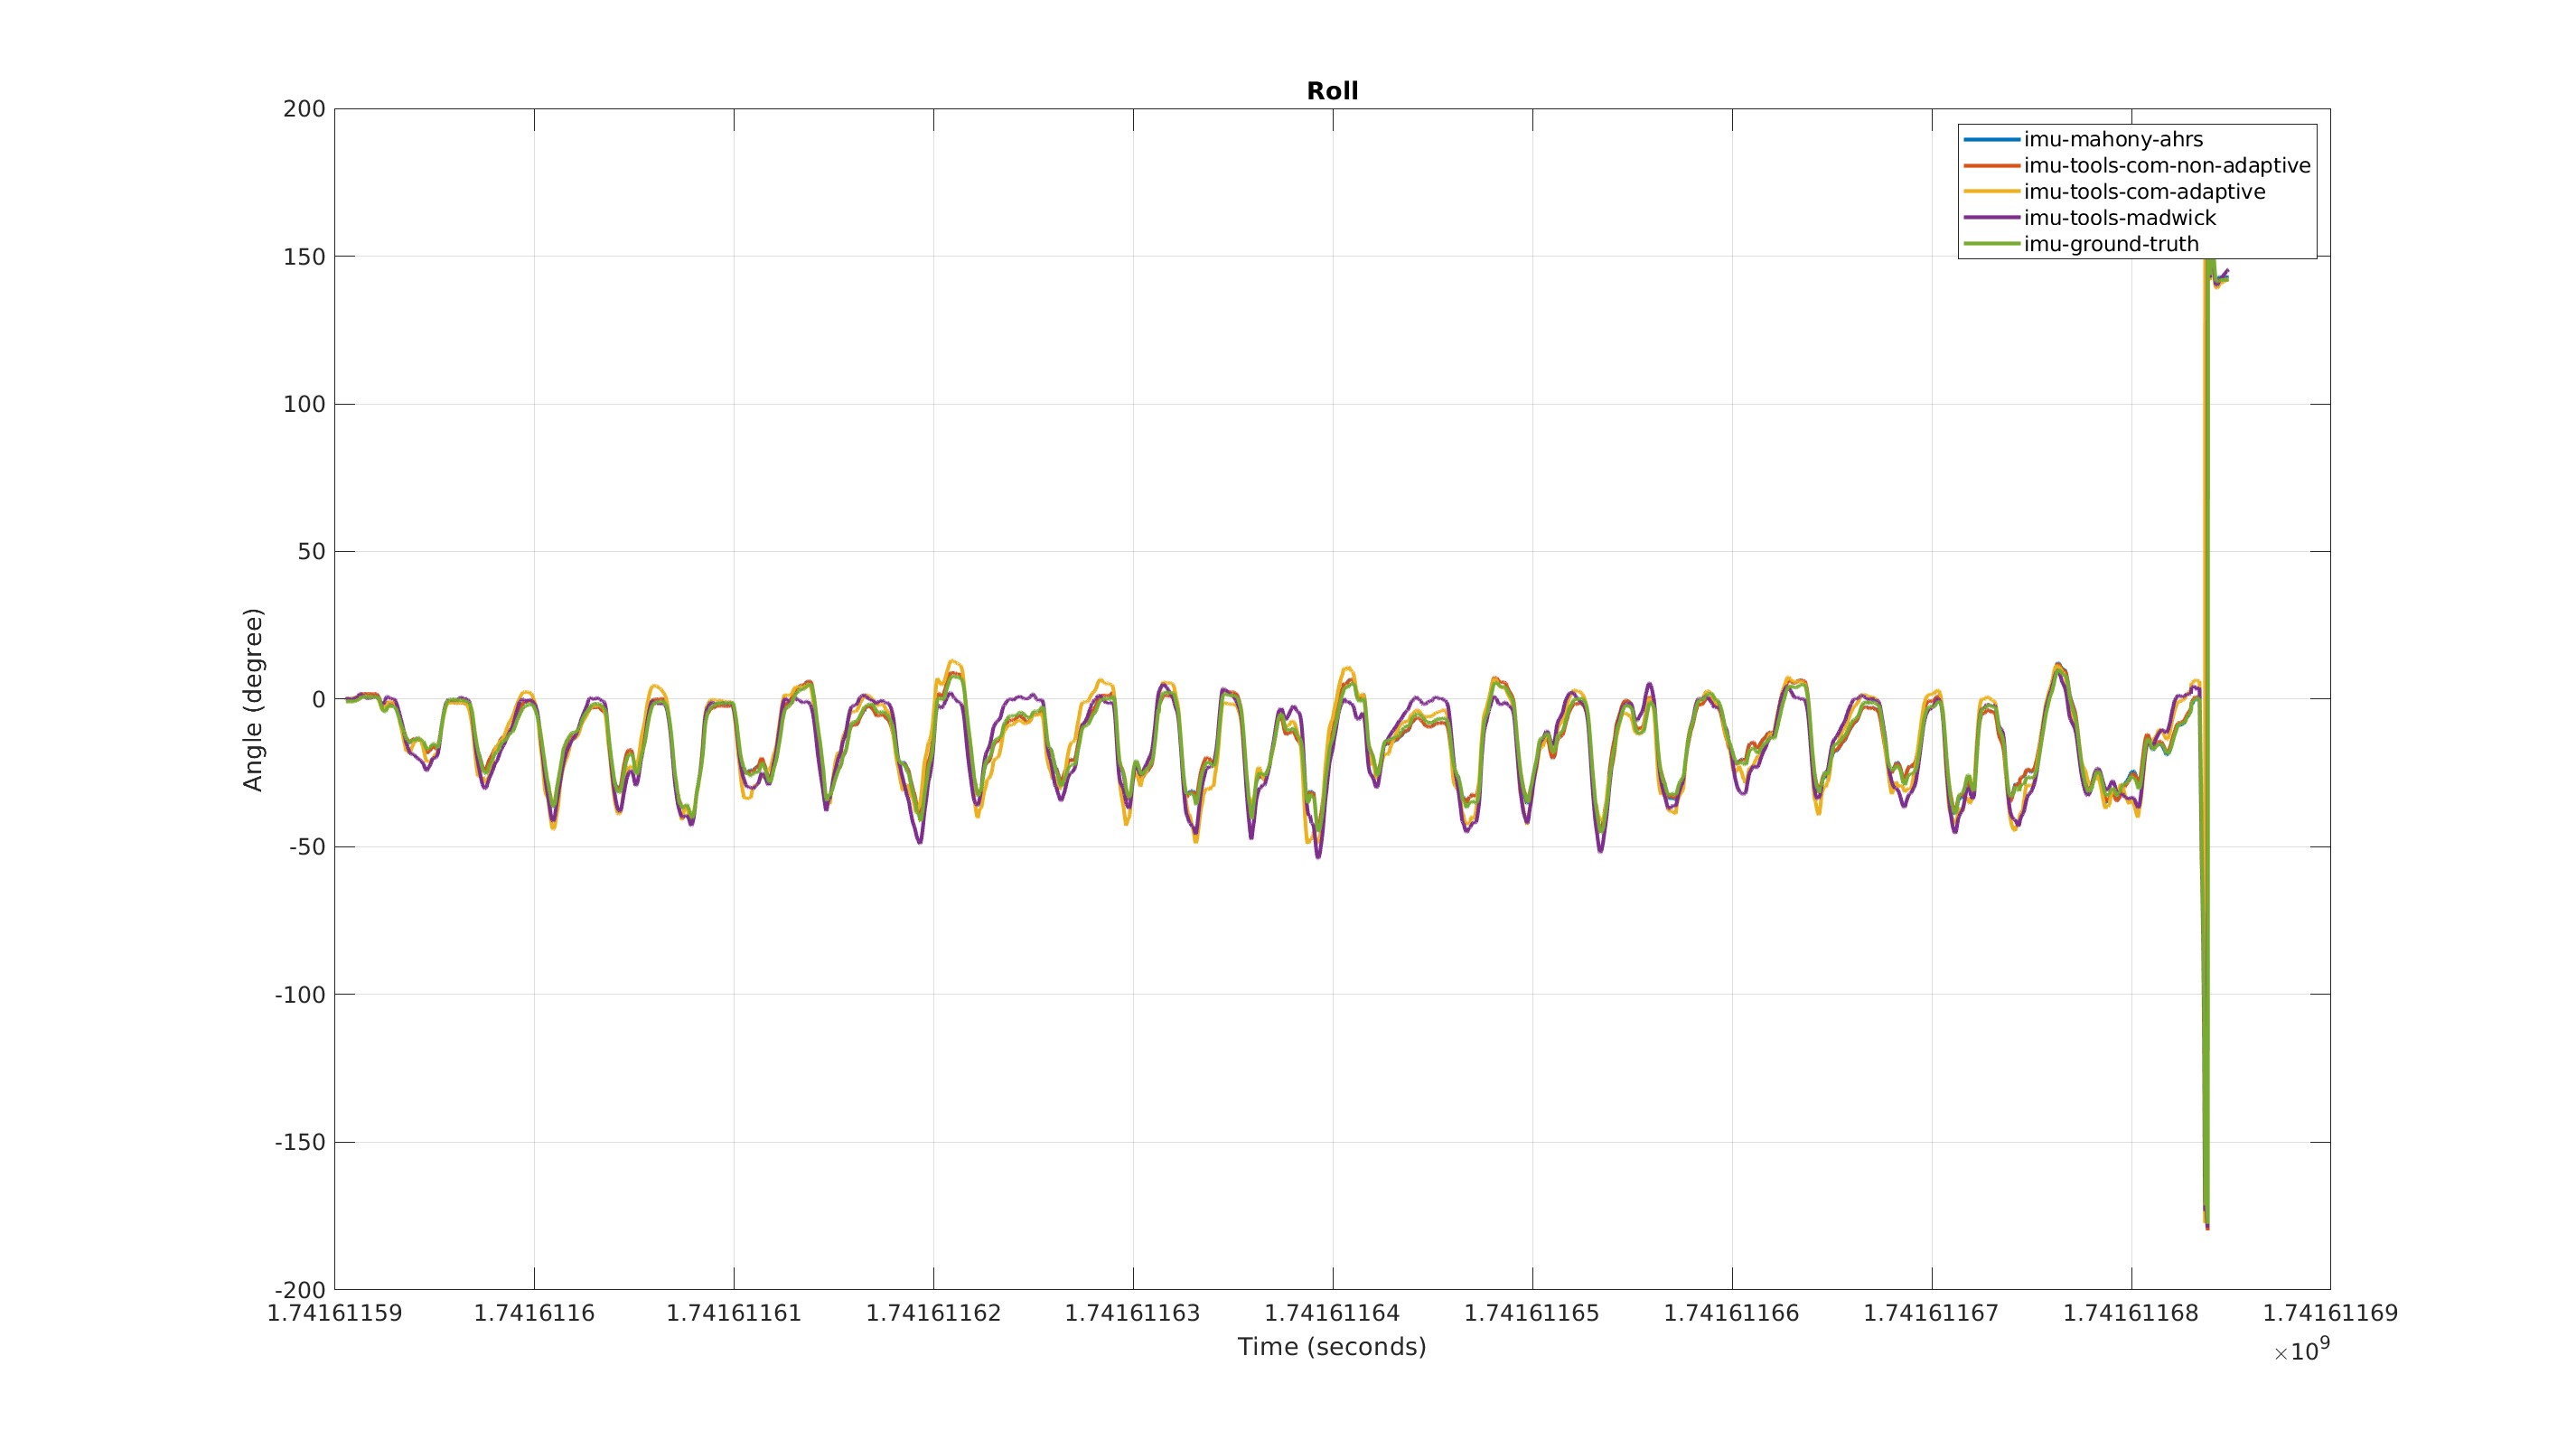 Roll
200
150
100
50
0
-50
-100
-150
-200
Angle (degree)
imu-mahony-ahrs
imu-tools-com-non-adaptive
imu-tools-com-adaptive
imu-tools-madwick
imu-ground-truth
1.74161159 1.7416116 1.74161161 1.74161162 1.74161163 1.74161164 1.74161165 1.74161166 1.74161167 1.74161168 1.74161169
Time (seconds)
×10⁹